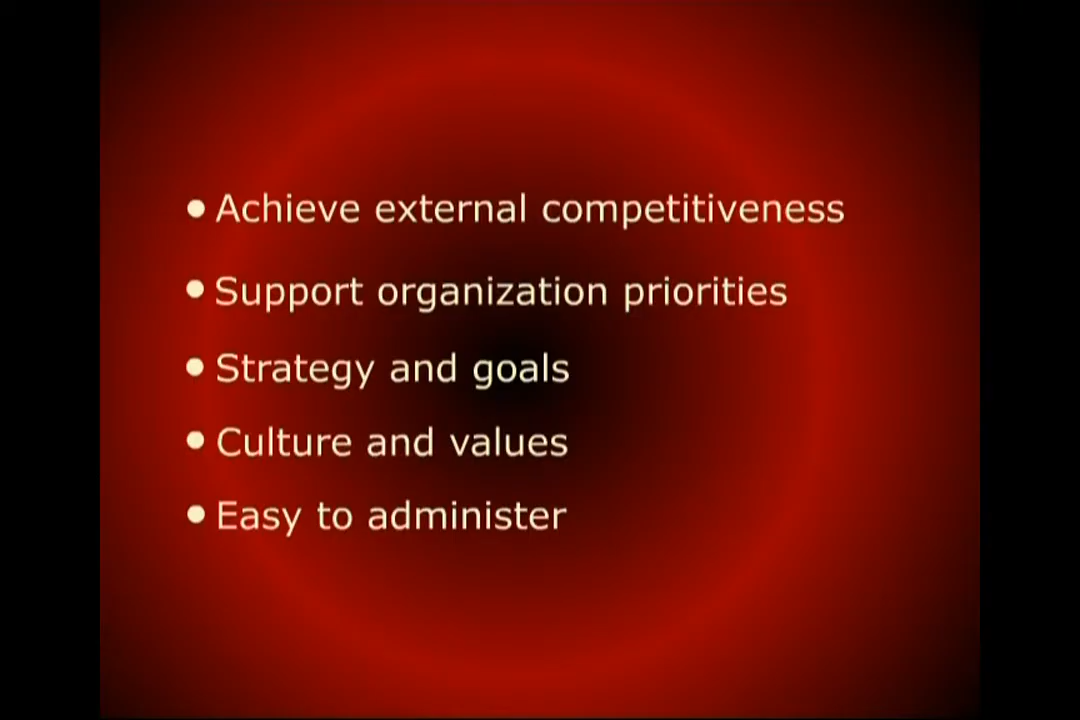 • Achieve external competitiveness
• Support organization priorities
• Strategy and goals
• Culture and values
• Easy to administer